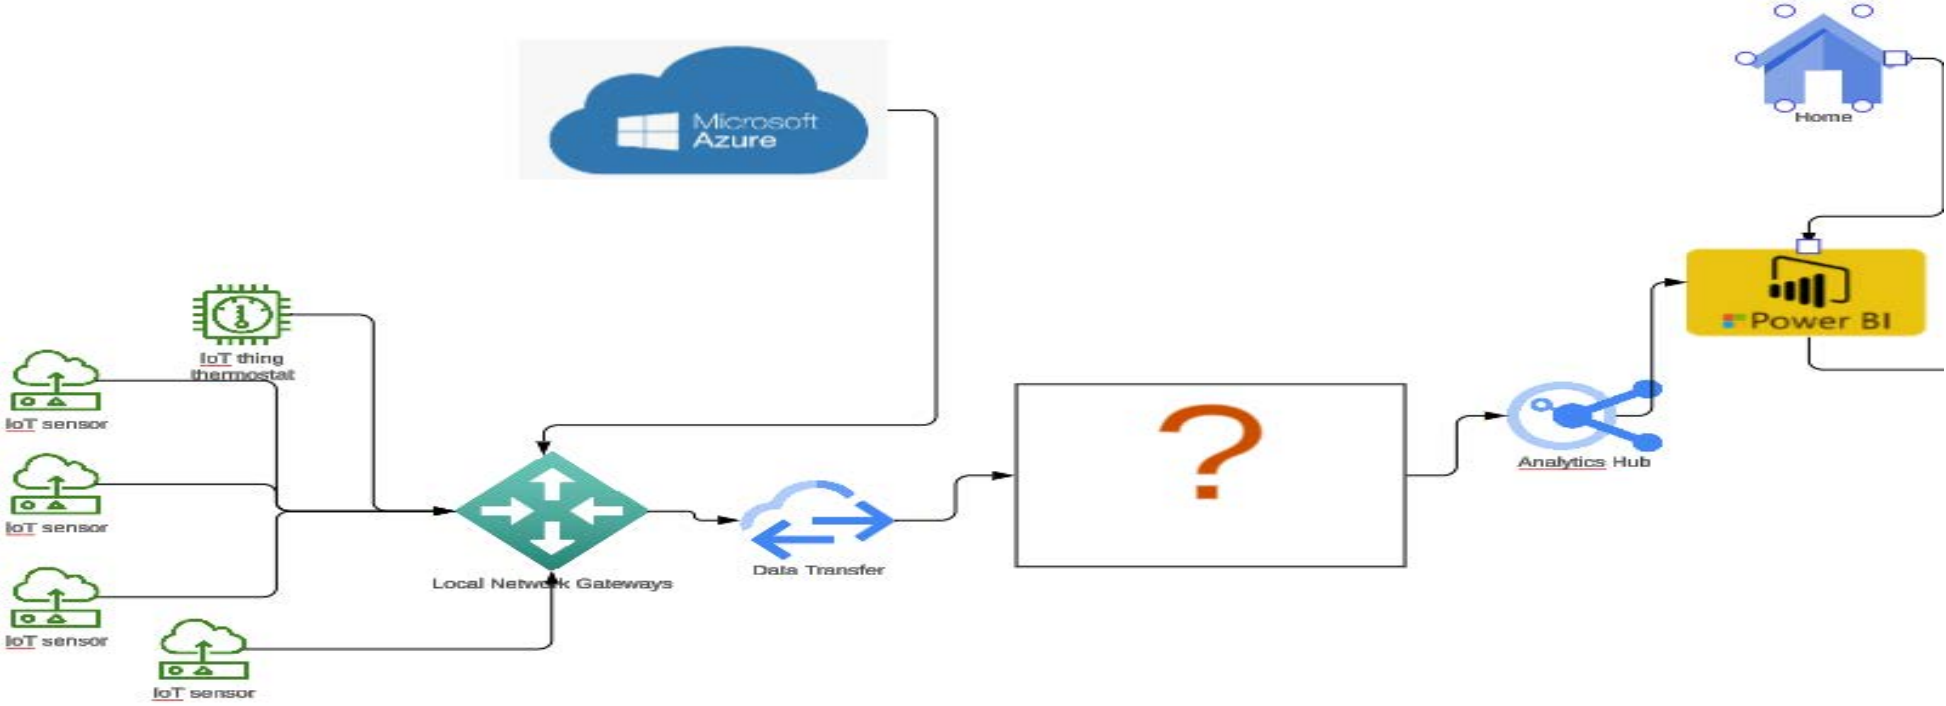 Microsoft
Azure
Home
Power BI
IoT thing
thermostat
IoT sensor
IoT sensor
IoT sensor
IoT sensor
Local Network Gateways
Data Transfer
?
Analytics Hub